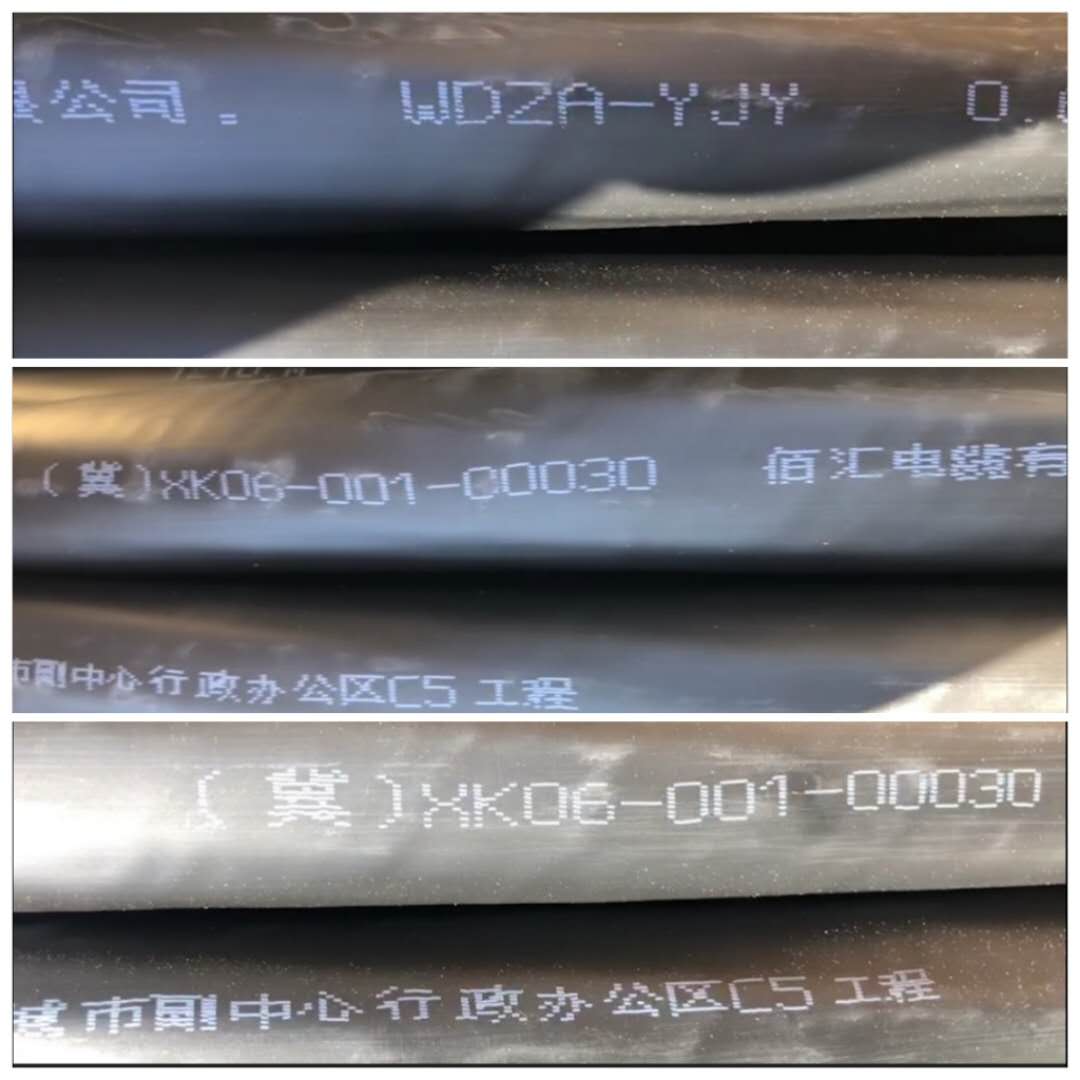 公司. WDZA-YJY 0.
(冀)XK06-001-00030 佰汇电器有
市副中心行政办公区C5工程
(冀)XK06-001-00030
市副中心行政办公区C5工程